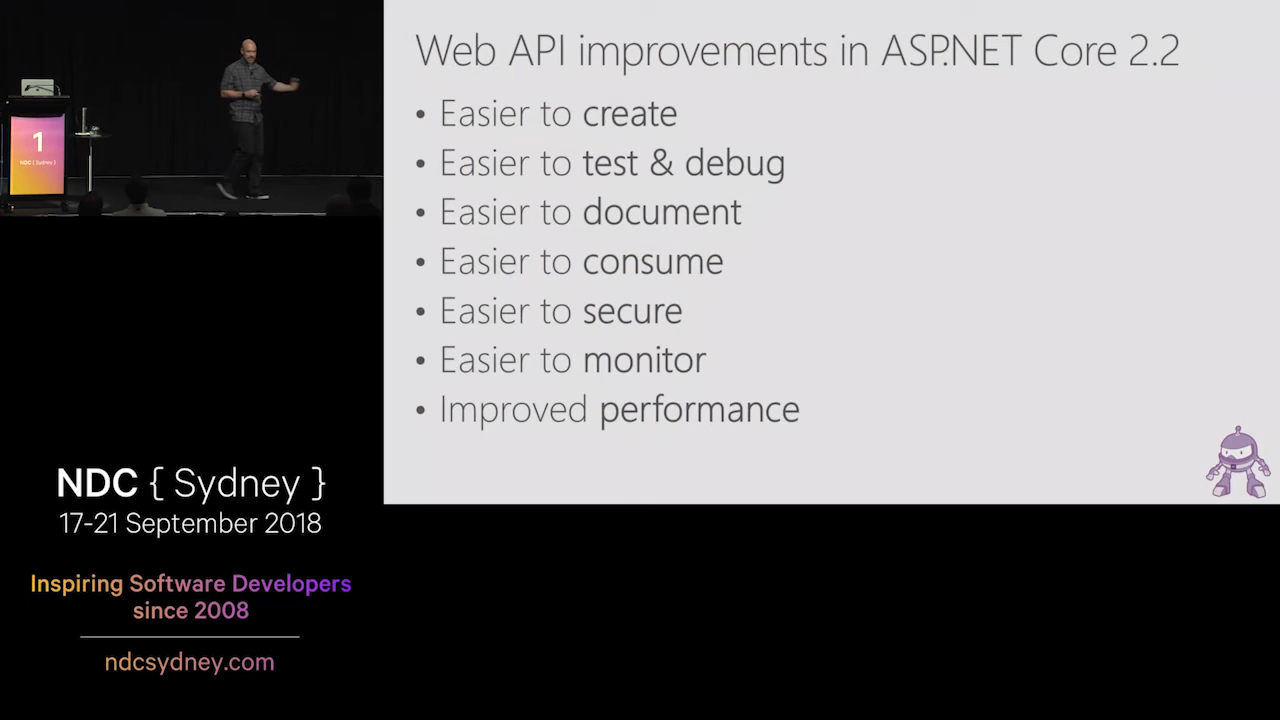 1
NDC { Sydney }
Web API improvements in ASP.NET Core 2.2
• Easier to create
• Easier to test & debug
• Easier to document
• Easier to consume
• Easier to secure
• Easier to monitor
• Improved performance
NDC { Sydney }
17-21 September 2018
Inspiring Software Developers
since 2008
ndcsydney.com